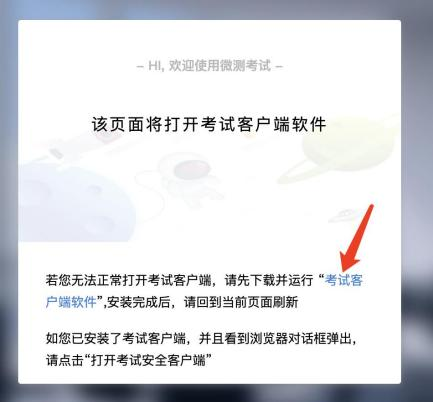 – HI, 欢迎使用微测考试 –
该页面将打开考试客户端软件
若您无法正常打开考试客户端，请先下载并运行 “考试客
户端软件”,安装完成后，请回到当前页面刷新
如您已安装了考试客户端，并且看到浏览器对话框弹出，
请点击“打开考试安全客户端”